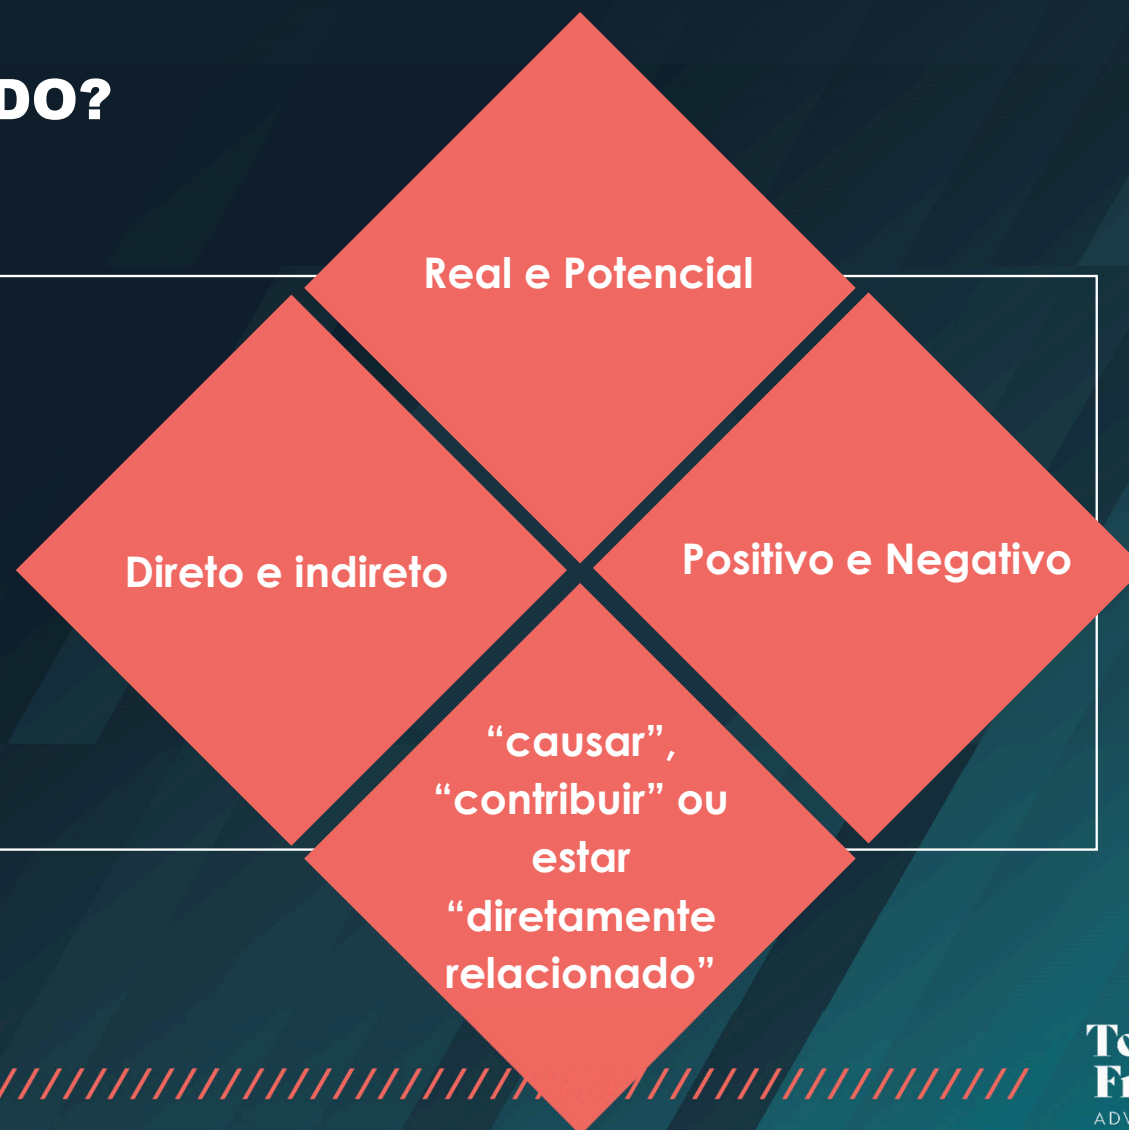 DO?
Real e Potencial
Direto e indireto
Positivo e Negativo
“causar”,
“contribuir” ou
estar
“diretamente
relacionado”